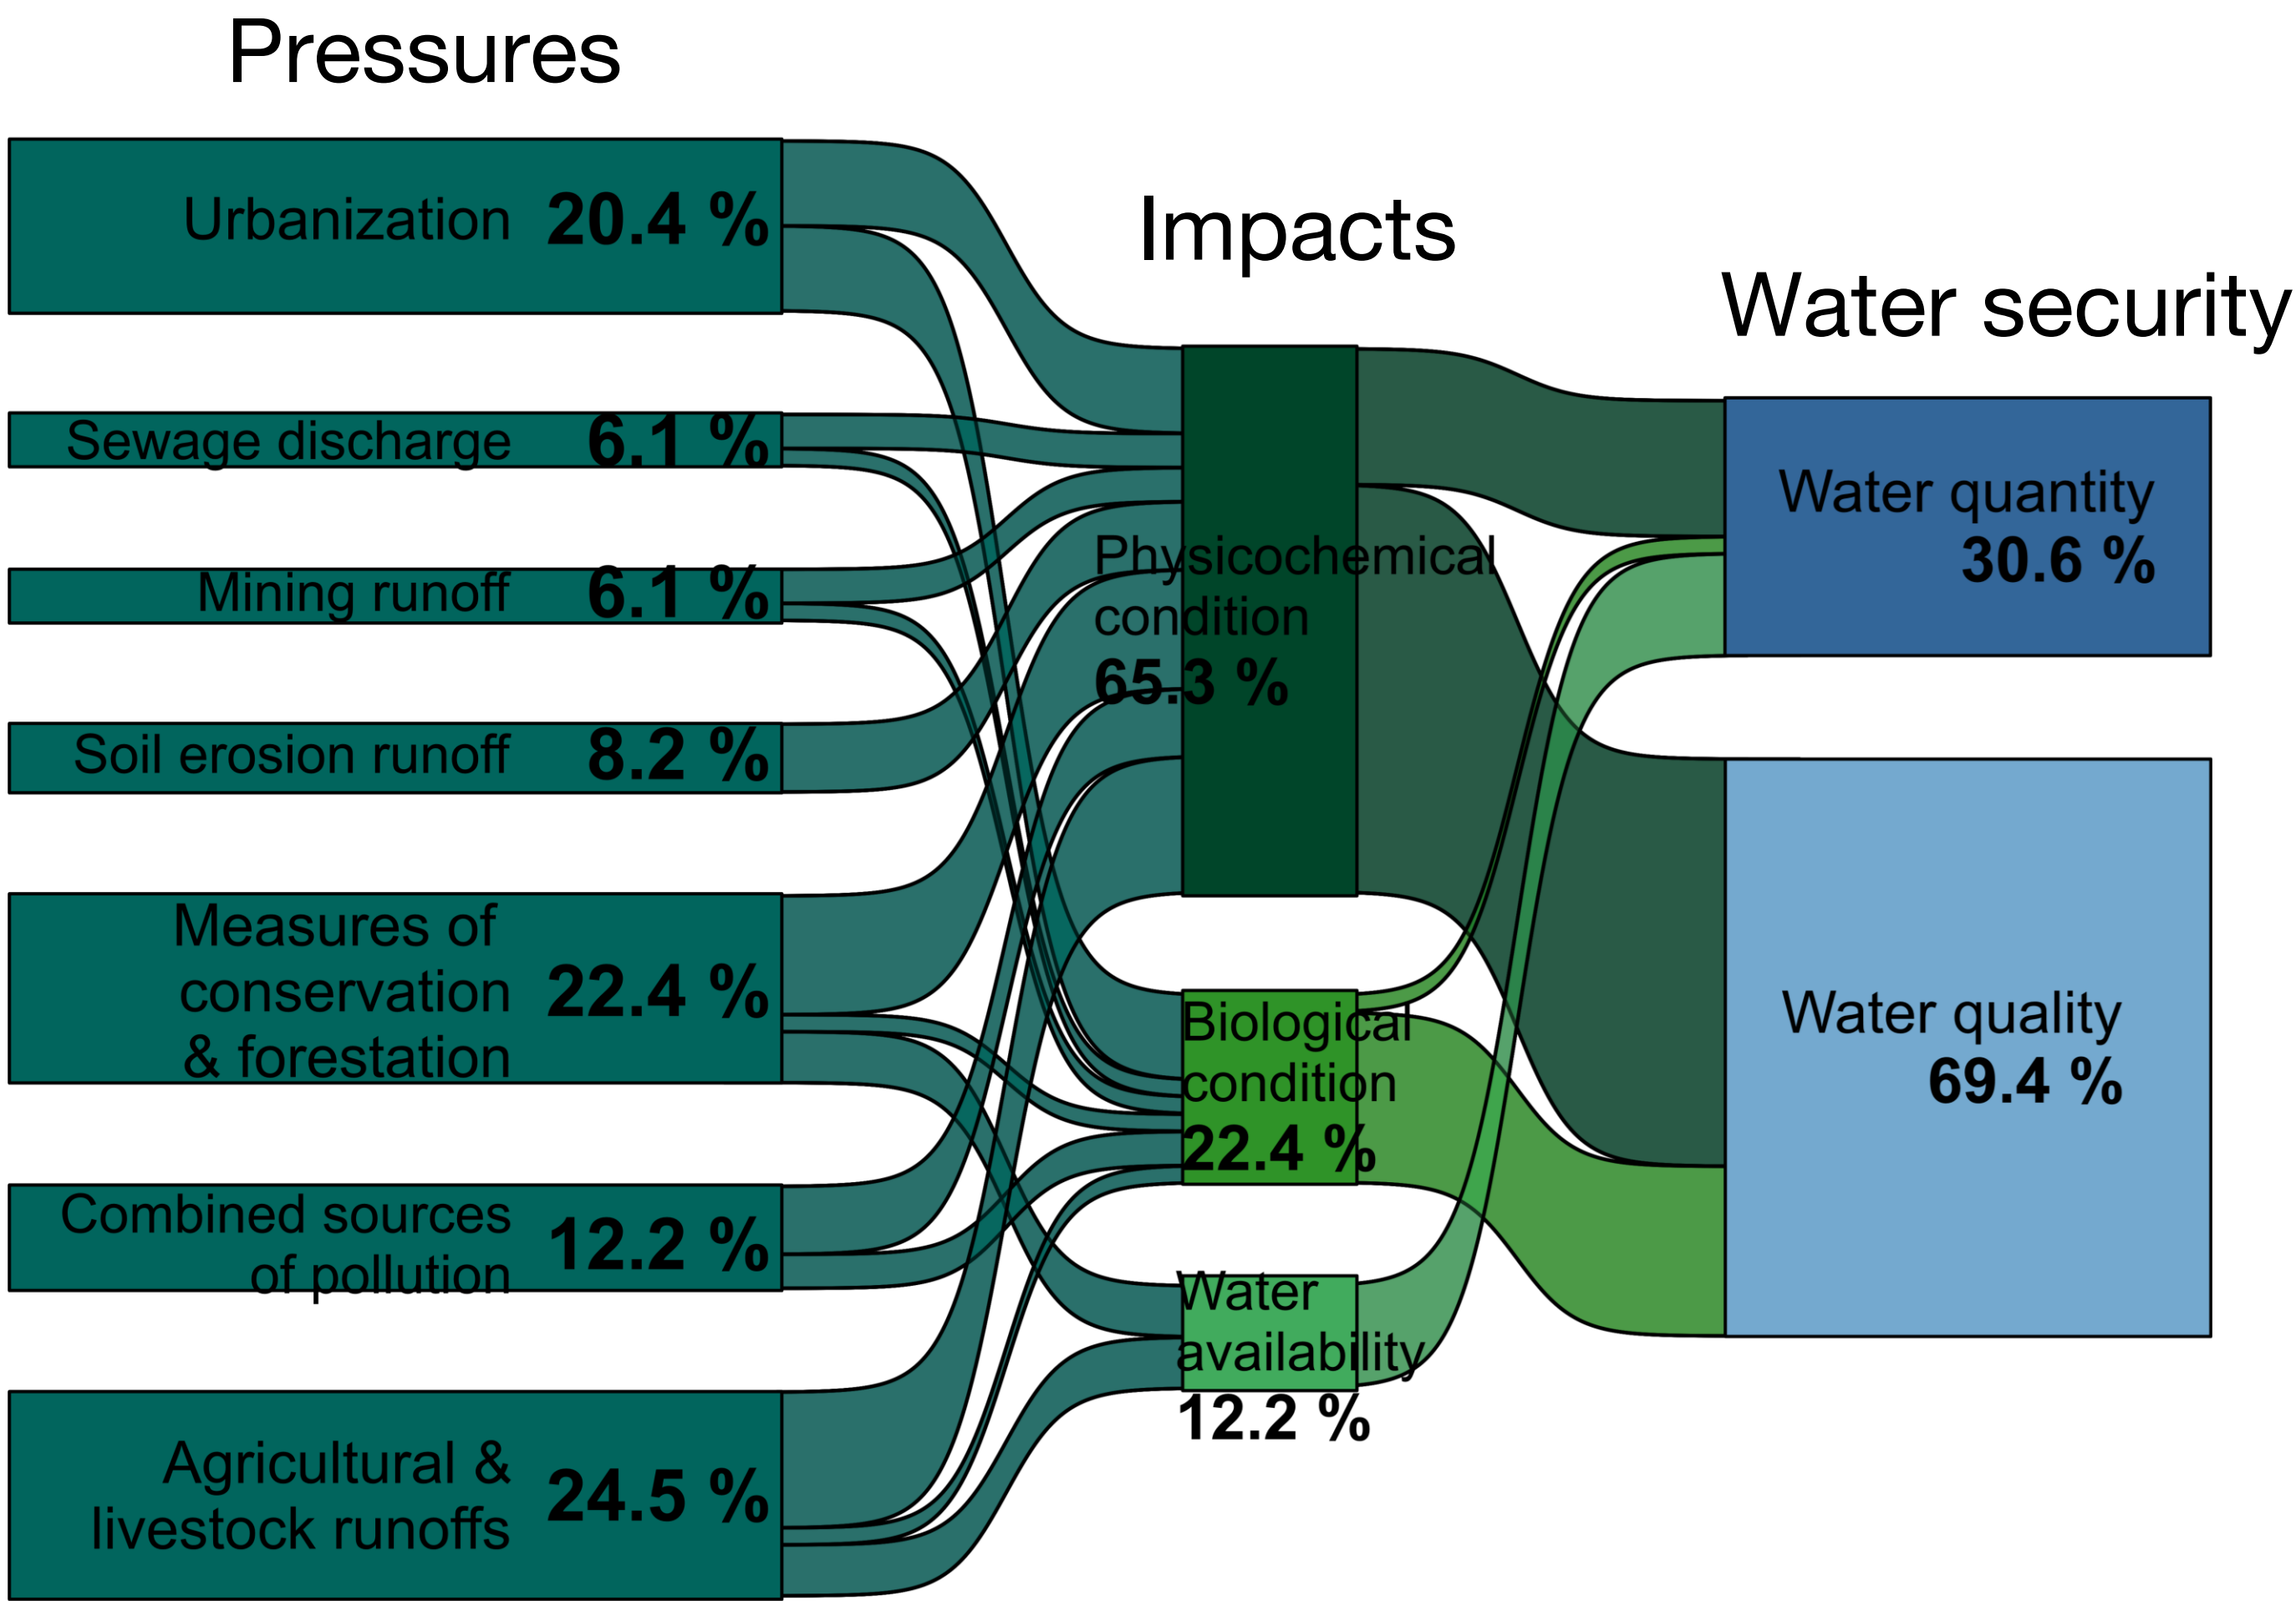 Pressures
Urbanization 20.4 %
Sewage discharge 6.1 %
Mining runoff 6.1 %
Soil erosion runoff 8.2 %
Measures of
conservation 22.4 %
& forestation
Combined sources
of pollution 12.2 %
Agricultural &
livestock runoffs 24.5 %
Impacts
Physicochemical
condition
65.3 %
Biological
condition
22.4 %
Water
availability
12.2 %
Water security
Water quantity
30.6 %
Water quality
69.4 %